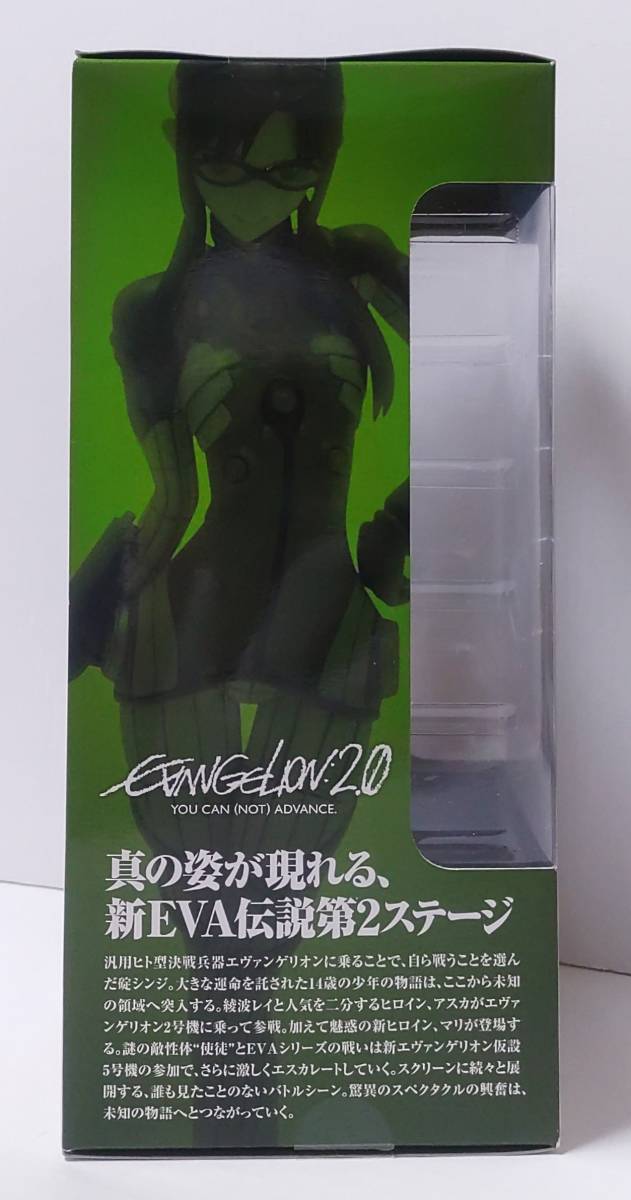 EVANGELION:2.0
YOU CAN (NOT) ADVANCE.
真の姿が現れる、
新EVA伝説第2ステージ
汎用ヒト型決戦兵器エヴァンゲリオンに乗ることで、自ら戦うことを選ん
だ碇シンジ。大きな運命を託された14歳の少年の物語は、ここから未知
の領域へ突入する。綾波レイと人気を二分するヒロイン、アスカがエヴァ
ンゲリオン2号機に乗って参戦。加えて魅惑の新ヒロイン、マリが登場す
る。謎の敵性体“使徒”とEVAシリーズの戦いは新エヴァンゲリオン仮設
5号機の参加で、さらに激しくエスカレートしていく。スクリーンに続々と展
開する、誰も見たことのないバトルシーン。驚異のスペクタクルの興奮は、
未知の物語へとつながっていく。